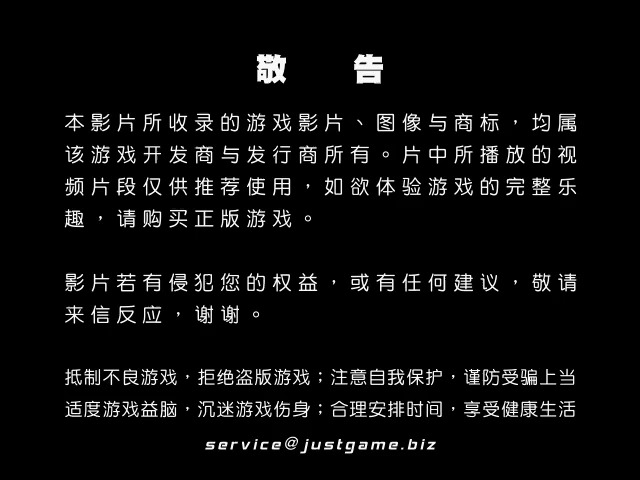 敬 告
本影片所收录的游戏影片、图像与商标，均属
该游戏开发商与发行商所有。片中所播放的视
频片段仅供推荐使用，如欲体验游戏的完整乐
趣，请购买正版游戏。
影片若有侵犯您的权益，或有任何建议，敬请
来信反应，谢谢。
抵制不良游戏，拒绝盗版游戏；注意自我保护，谨防受骗上当
适度游戏益脑，沉迷游戏伤身；合理安排时间，享受健康生活
service@justgame.biz